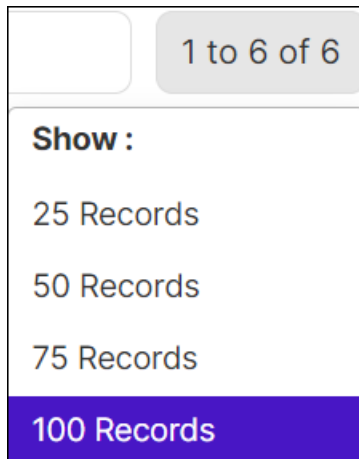 1 to 6 of 6
Show :
25 Records
50 Records
75 Records
100 Records